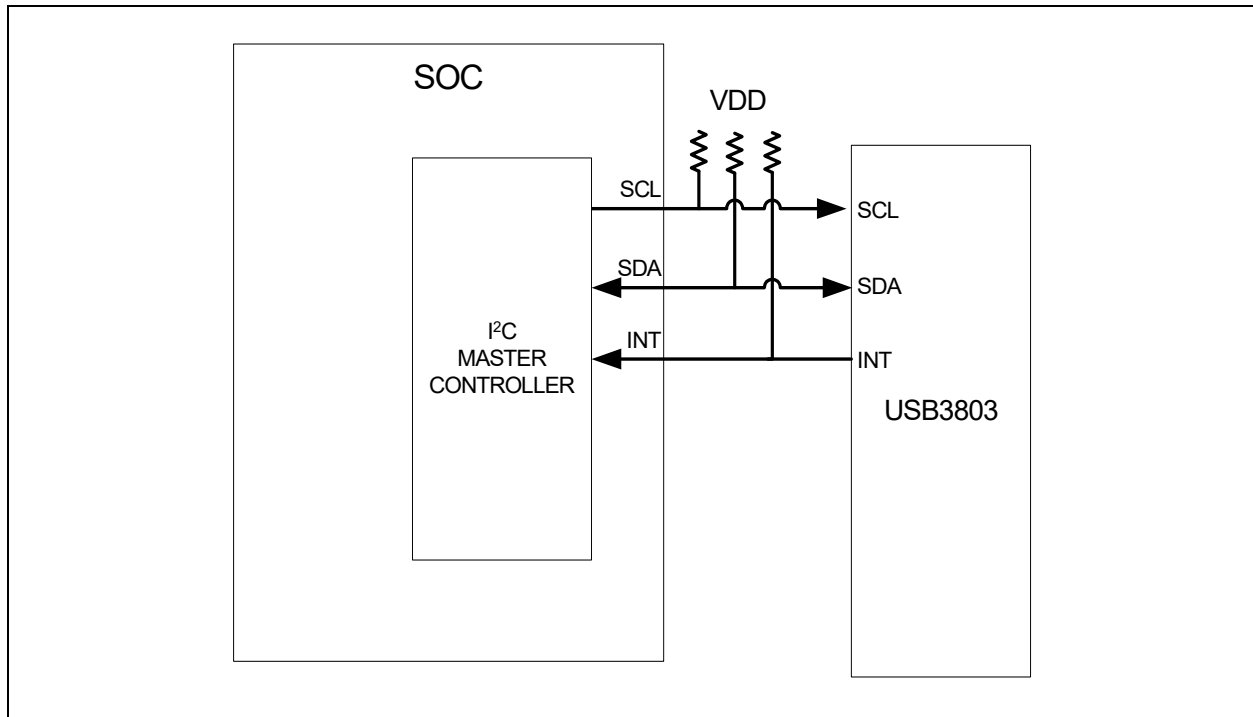 SOC
VDD
SCL
SCL
SDA
SDA
INT
INT
I²C
MASTER
CONTROLLER
USB3803